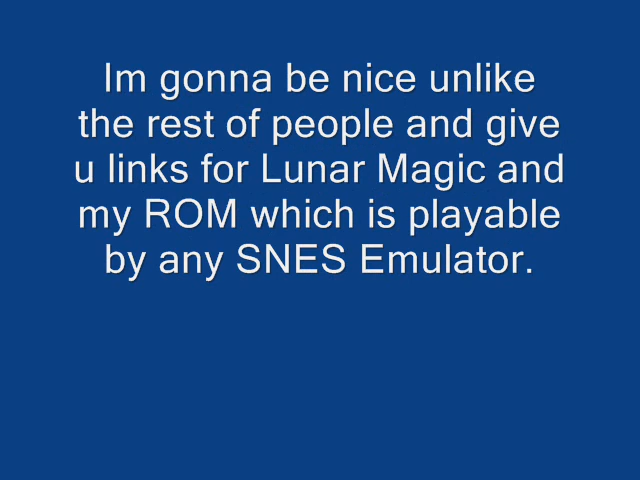 Im gonna be nice unlike
the rest of people and give
u links for Lunar Magic and
my ROM which is playable
by any SNES Emulator.